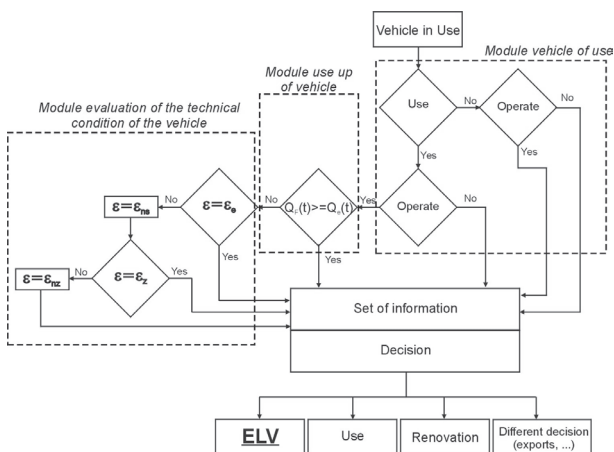 Vehicle in Use
Module vehicle of use
Module use up
of vehicle
Module evaluation of the technical
condition of the vehicle
Use
No
Operate
No
Yes
Yes
Operate
No
Yes
Q_F(t)>=Q_e(t)
No
Yes
ε=ε_e
No
Yes
ε=ε_ns
ε=ε_z
No
Yes
ε=ε_nz
Set of information
Decision
ELV
Use
Renovation
Different decision
(exports, ...)